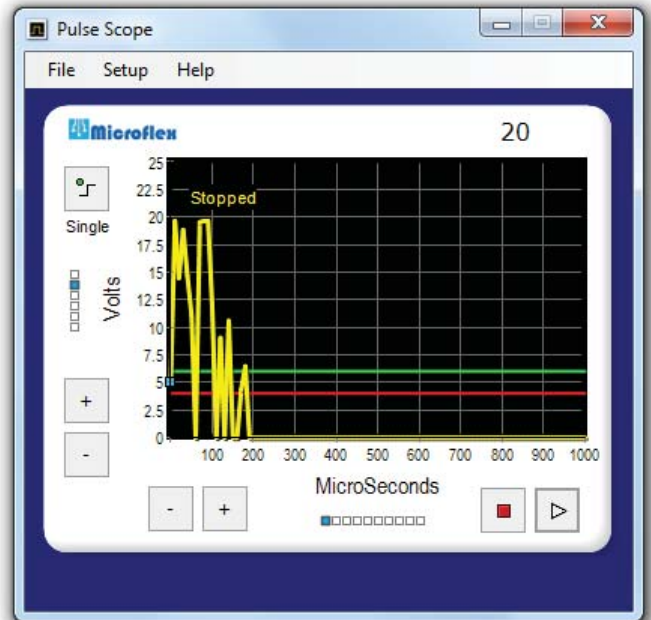 Pulse Scope
File Setup Help
Microflex
20
Single
Volts
25
22.5
20
17.5
15
12.5
10
7.5
5
2.5
0
Stopped
+
-
100 200 300 400 500 600 700 800 900 1000
MicroSeconds
- +